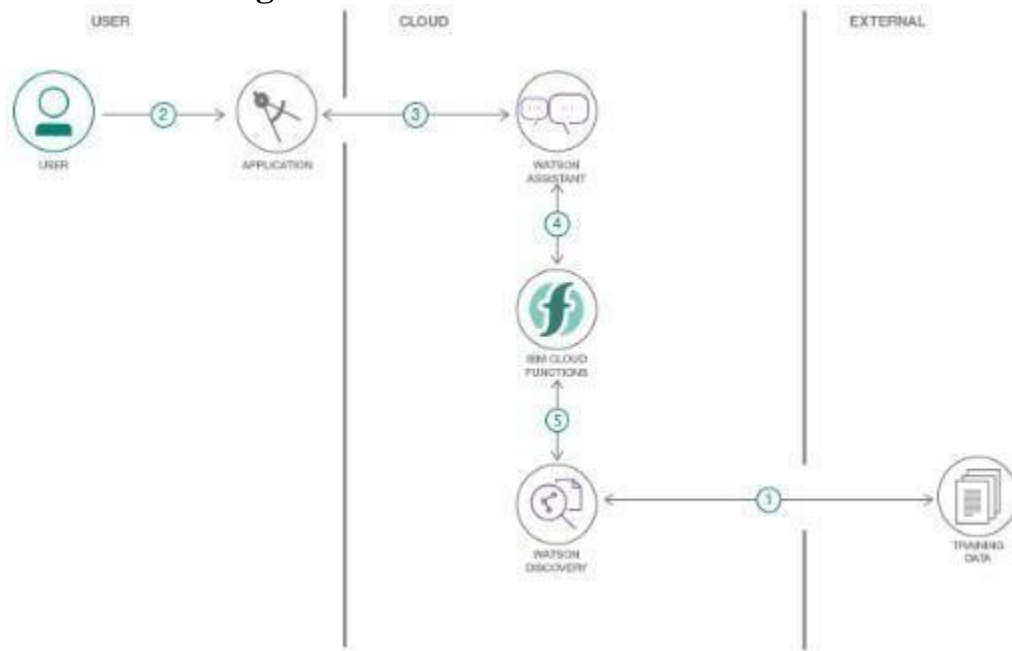 USER
CLOUD
EXTERNAL
2
3
USER
APPLICATION
WATSON
ASSISTANT
4
IBM CLOUD
FUNCTIONS
5
1
WATSON
DISCOVERY
TRAINING
DATA